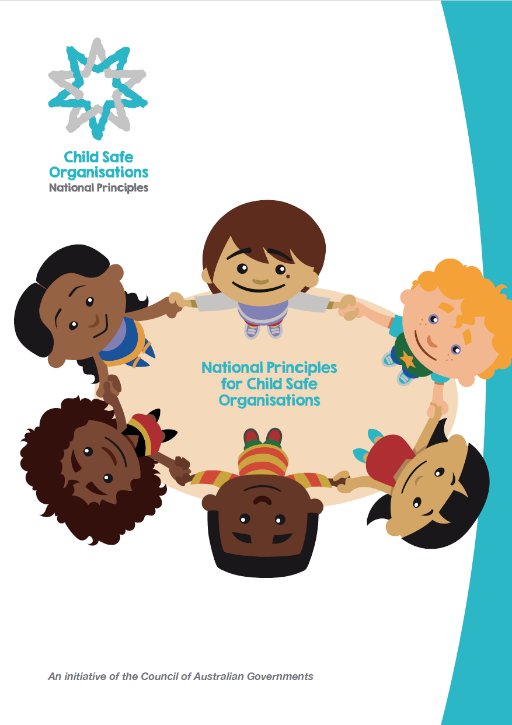 Child Safe
Organisations
National Principles
National Principles
for Child Safe
Organisations
An initiative of the Council of Australian Governments